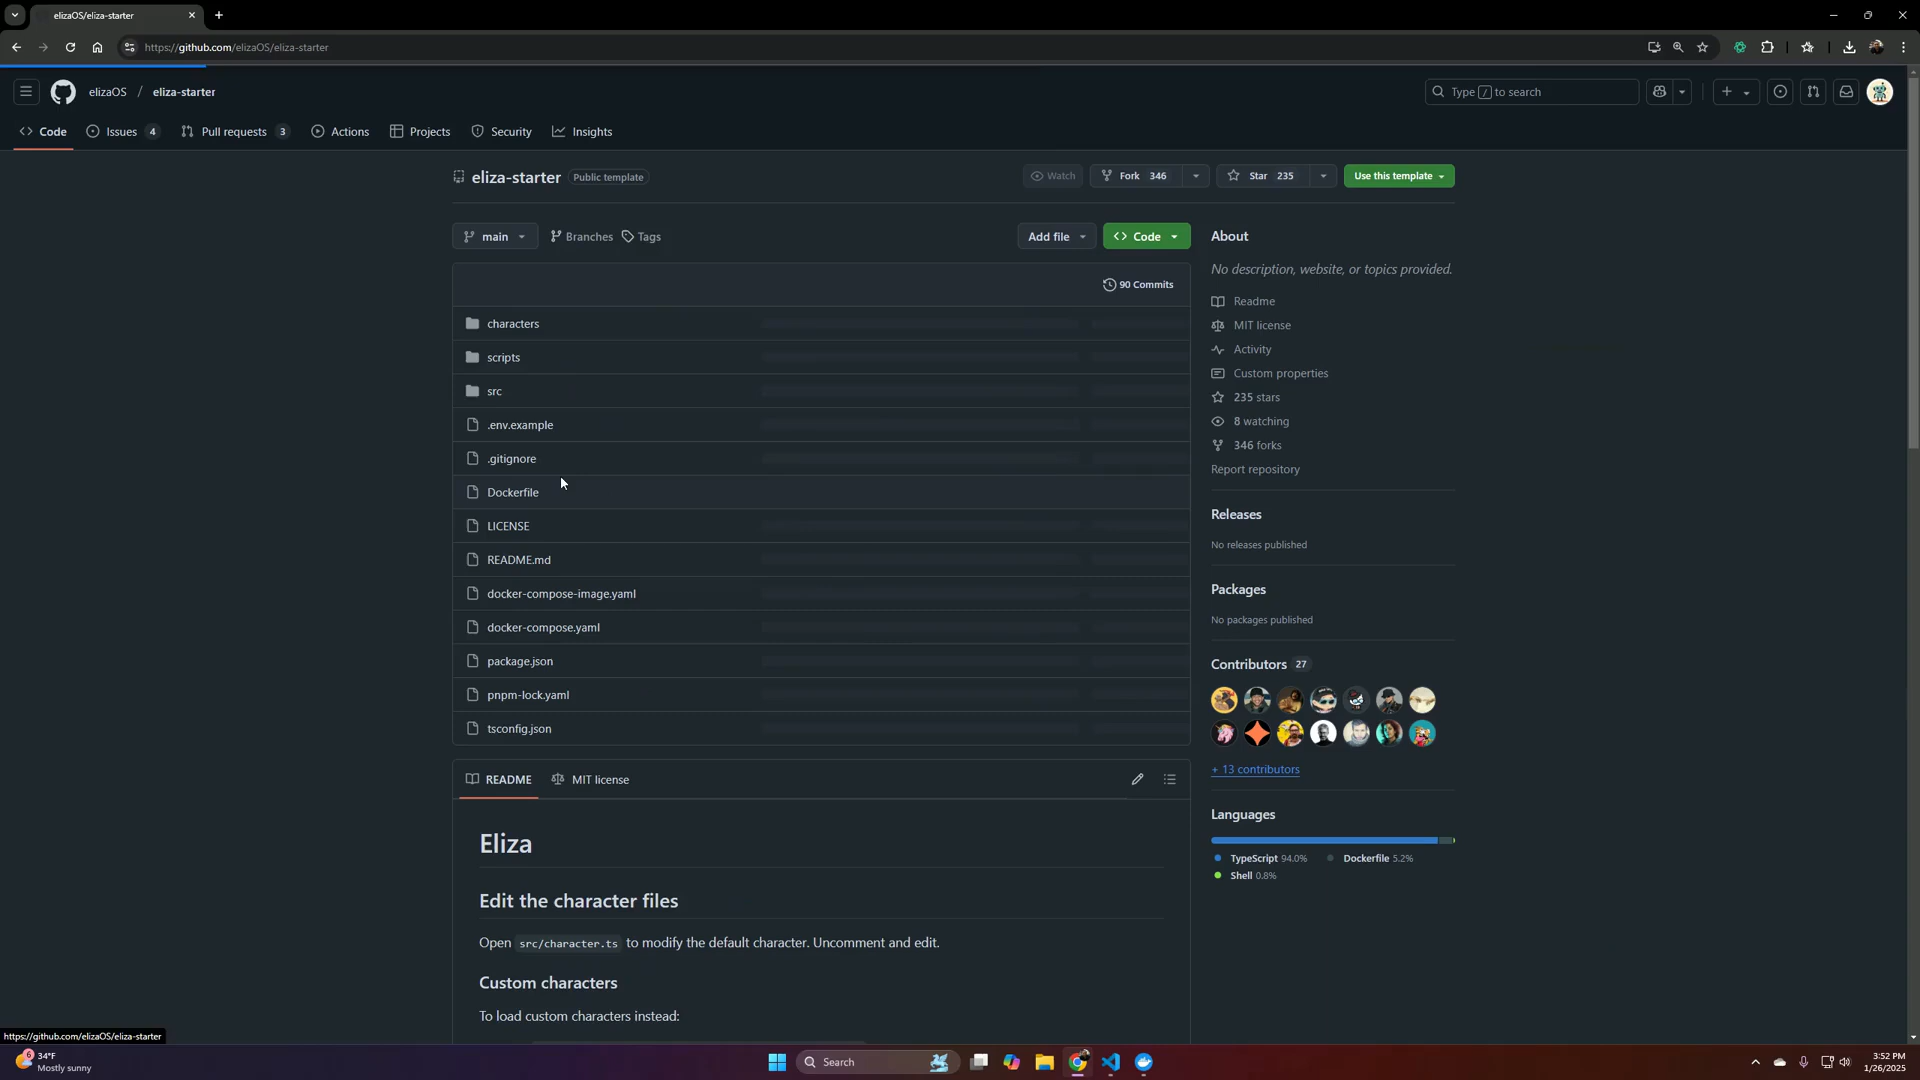 elizaOS/eliza-starter
https://github.com/elizaOS/eliza-starter
elizaOS / eliza-starter
Type / to search
Code
Issues 4
Pull requests 3
Actions
Projects
Security
Insights
eliza-starter Public template
Watch
Fork 346
Star 235
Use this template
main
Branches
Tags
Add file
Code
90 Commits
characters
scripts
src
.env.example
.gitignore
Dockerfile
LICENSE
README.md
docker-compose-image.yaml
docker-compose.yaml
package.json
pnpm-lock.yaml
tsconfig.json
About
No description, website, or topics provided.
Readme
MIT license
Activity
Custom properties
235 stars
8 watching
346 forks
Report repository
Releases
No releases published
Packages
No packages published
Contributors 27
+ 13 contributors
Languages
TypeScript 94.0%
Dockerfile 5.2%
Shell 0.8%
README
MIT license
Eliza
Edit the character files
Open src/character.ts to modify the default character. Uncomment and edit.
Custom characters
To load custom characters instead:
https://github.com/elizaOS/eliza-starter
6
34°F
Mostly sunny
Search
3:52 PM
1/26/2025